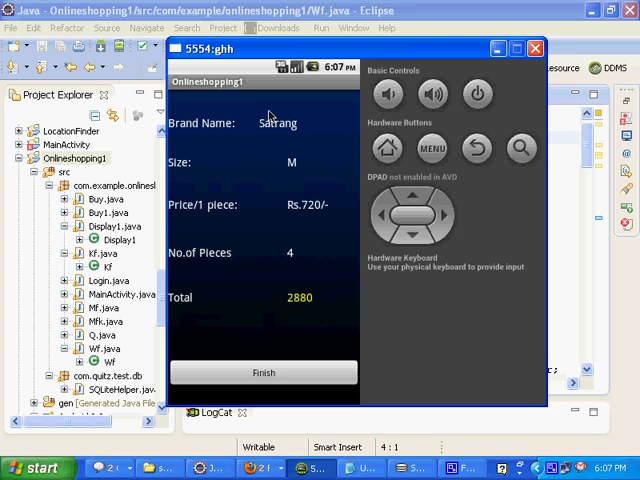 Java - Onlineshopping1/src/com/example/onlineshopping1/Wf.java - Eclipse
File Edit Refactor Source Navigate Search Project Downloads Run Window Help
5554:ghh
6:07 PM
Onlineshopping1
Brand Name: Satrang
Size: M
Price/1 piece: Rs.720/-
No.of Pieces 4
Total 2880
Finish
Basic Controls
Hardware Buttons
MENU
DPAD not enabled in AVD
Hardware Keyboard
Use your physical keyboard to provide input
esource DDMS
Project Explorer
LocationFinder
MainActivity
Onlineshopping1
src
com.example.onlinesl
Buy.java
Buy1.java
Display1.java
Display1
Kf.java
Kf
Login.java
MainActivity.java
Mf.java
Mfk.java
Q.java
Wf.java
Wf
com.quitz.test.db
SQLiteHelper.jav
gen [Generated Java F
LogCat
Writable Smart Insert 4 : 1
start
6:07 PM